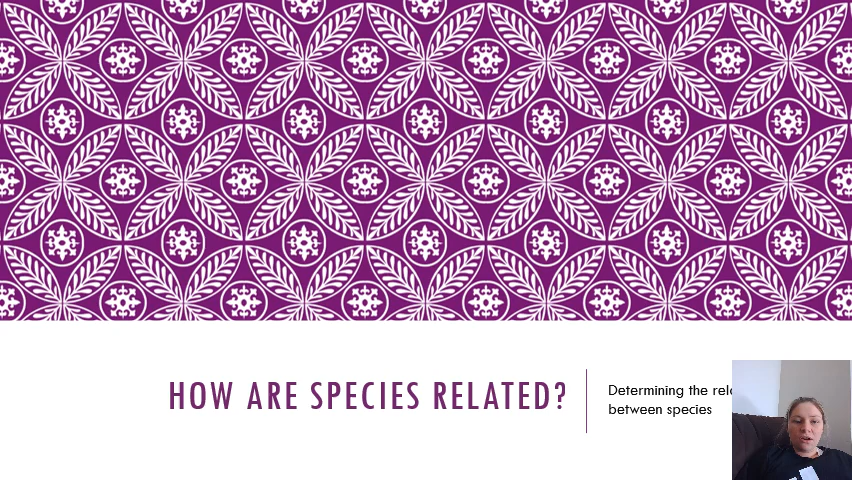 HOW ARE SPECIES RELATED?
Determining the
between species